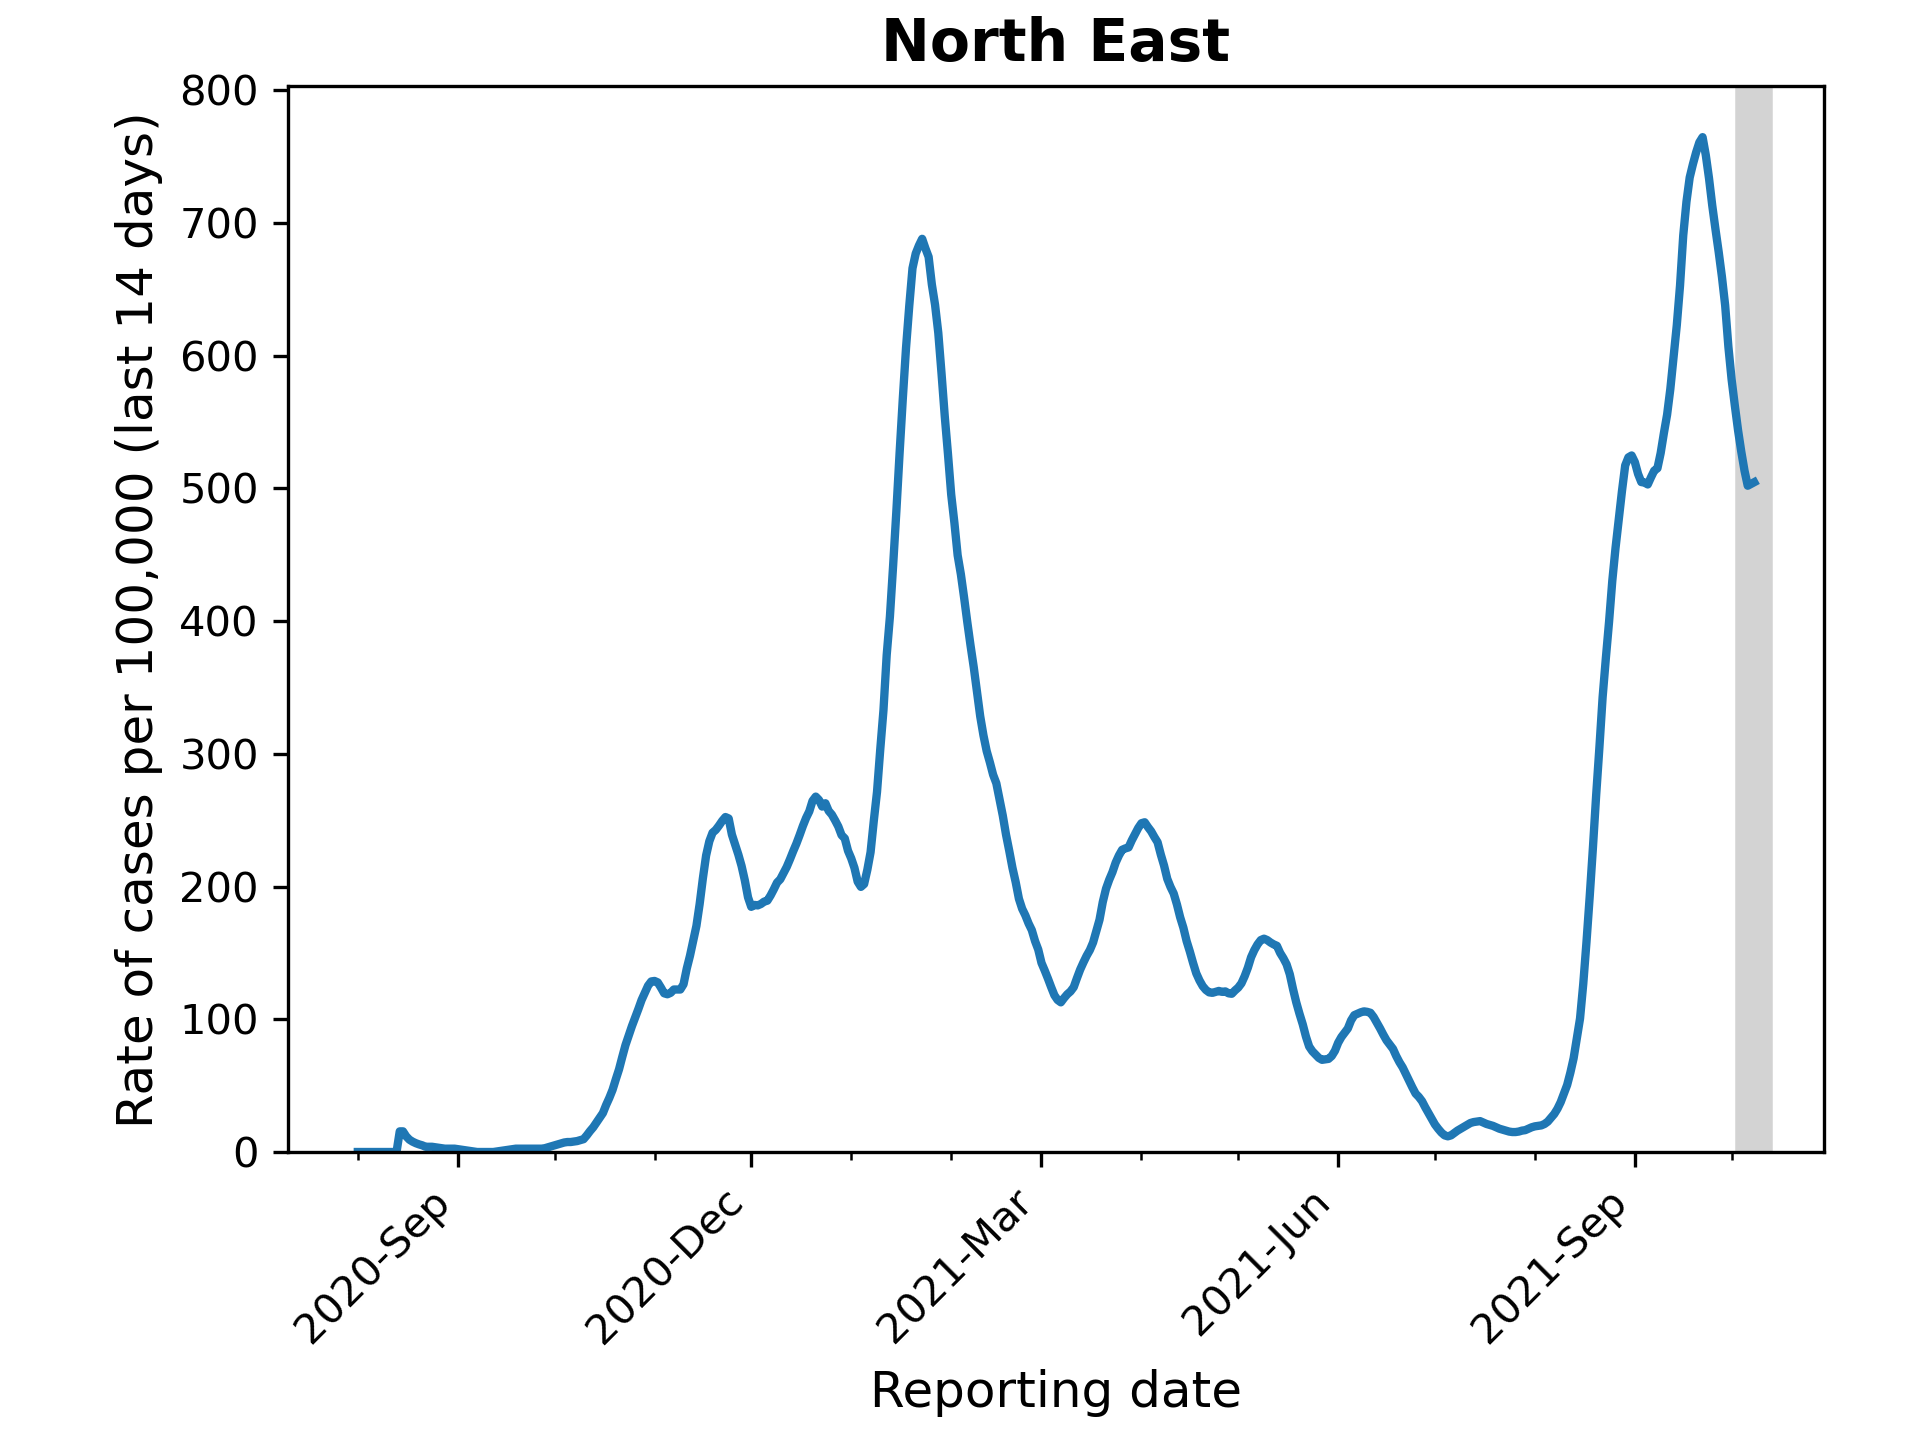 North East
Rate of cases per 100,000 (last 14 days)
800
700
600
500
400
300
200
100
0
2020-Sep
2020-Dec
2021-Mar
2021-Jun
2021-Sep
Reporting date